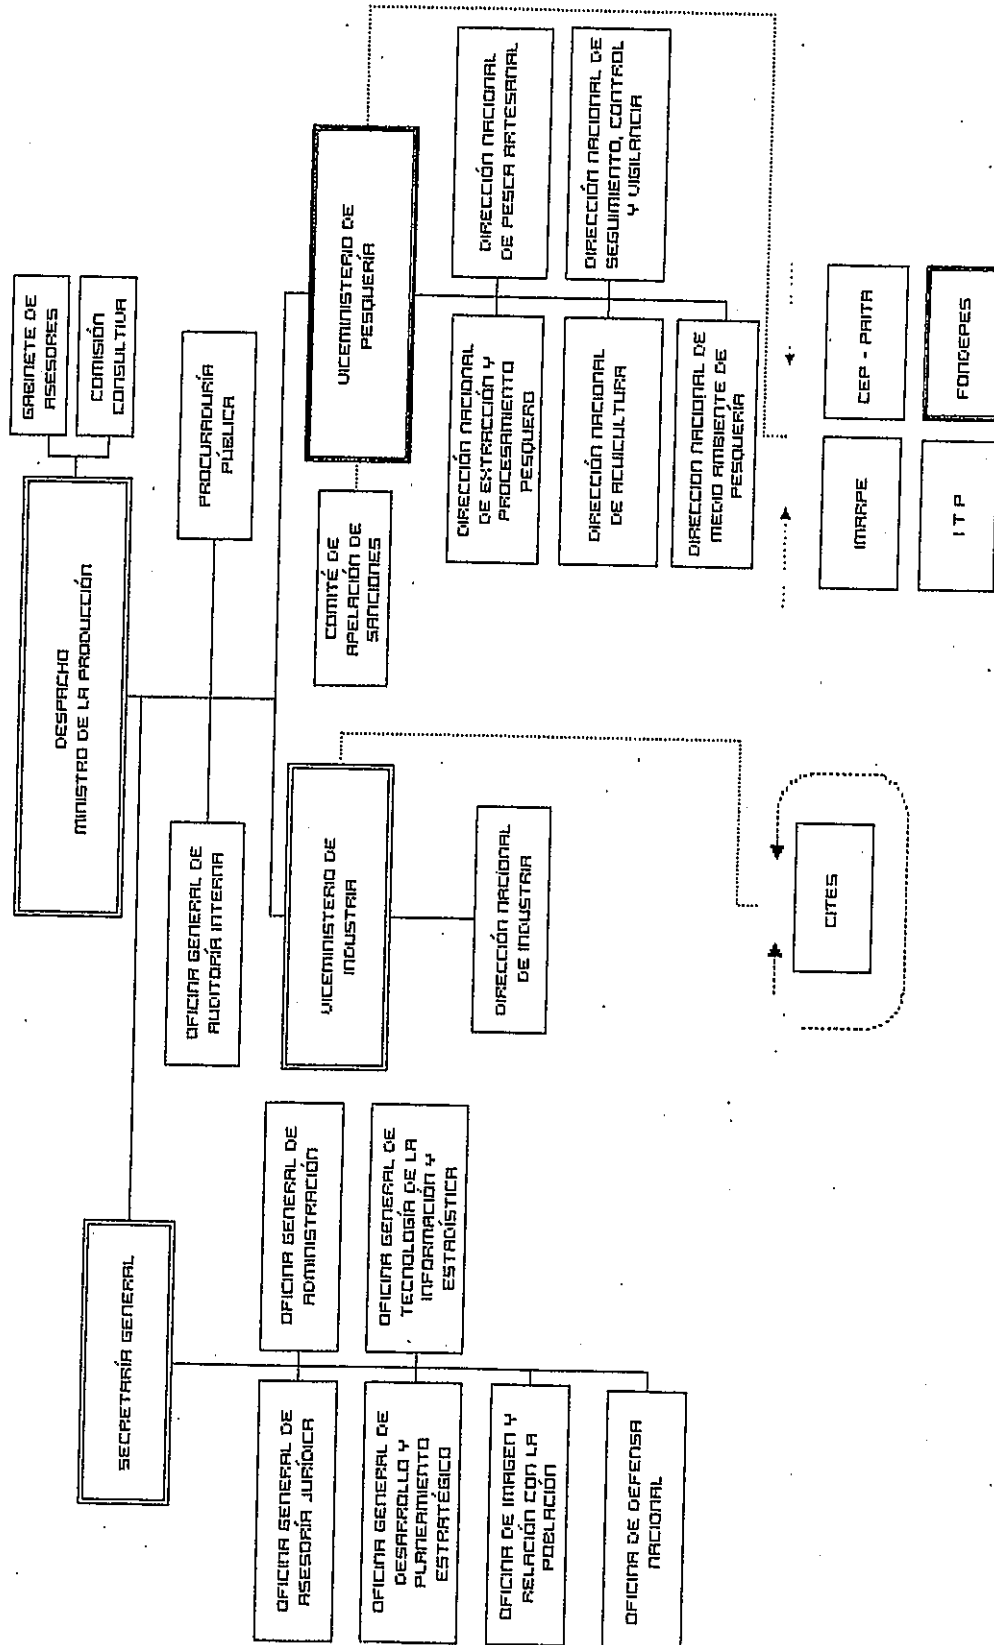 DESPACHO
MINISTRO DE LA PRODUCCIÓN
GABINETE DE
ASESORES
COMISIÓN
CONSULTIVA
SECRETARÍA GENERAL
OFICINA GENERAL DE
AUDITORÍA INTERNA
PROCURADURÍA
PÚBLICA
OFICINA GENERAL DE
ASESORÍA JURÍDICA
OFICINA GENERAL DE
ADMINISTRACIÓN
OFICINA GENERAL DE
DESARROLLO Y
PLANEAMIENTO
ESTRATÉGICO
OFICINA GENERAL DE
TECNOLOGÍA DE LA
INFORMACIÓN Y
ESTADÍSTICA
OFICINA DE IMAGEN Y
RELACIÓN CON LA
POBLACIÓN
OFICINA DE DEFENSA
NACIONAL
VICEMINISTERIO DE
INDUSTRIA
DIRECCIÓN NACIONAL
DE INDUSTRIA
CITES
COMITÉ DE
APELACIÓN DE
SANCIONES
VICEMINISTERIO DE
PESQUERÍA
DIRECCIÓN NACIONAL
DE EXTRACCIÓN Y
PROCESAMIENTO
PESQUERO
DIRECCIÓN NACIONAL
DE PESCA ARTESANAL
DIRECCIÓN NACIONAL
DE ACUICULTURA
DIRECCIÓN NACIONAL DE
SEGUIMIENTO, CONTROL
Y VIGILANCIA
DIRECCION NACIONAL DE
MEDIO AMBIENTE DE
PESQUERÍA
IMARPE
CEP - PAITA
I T P
FONDEPES